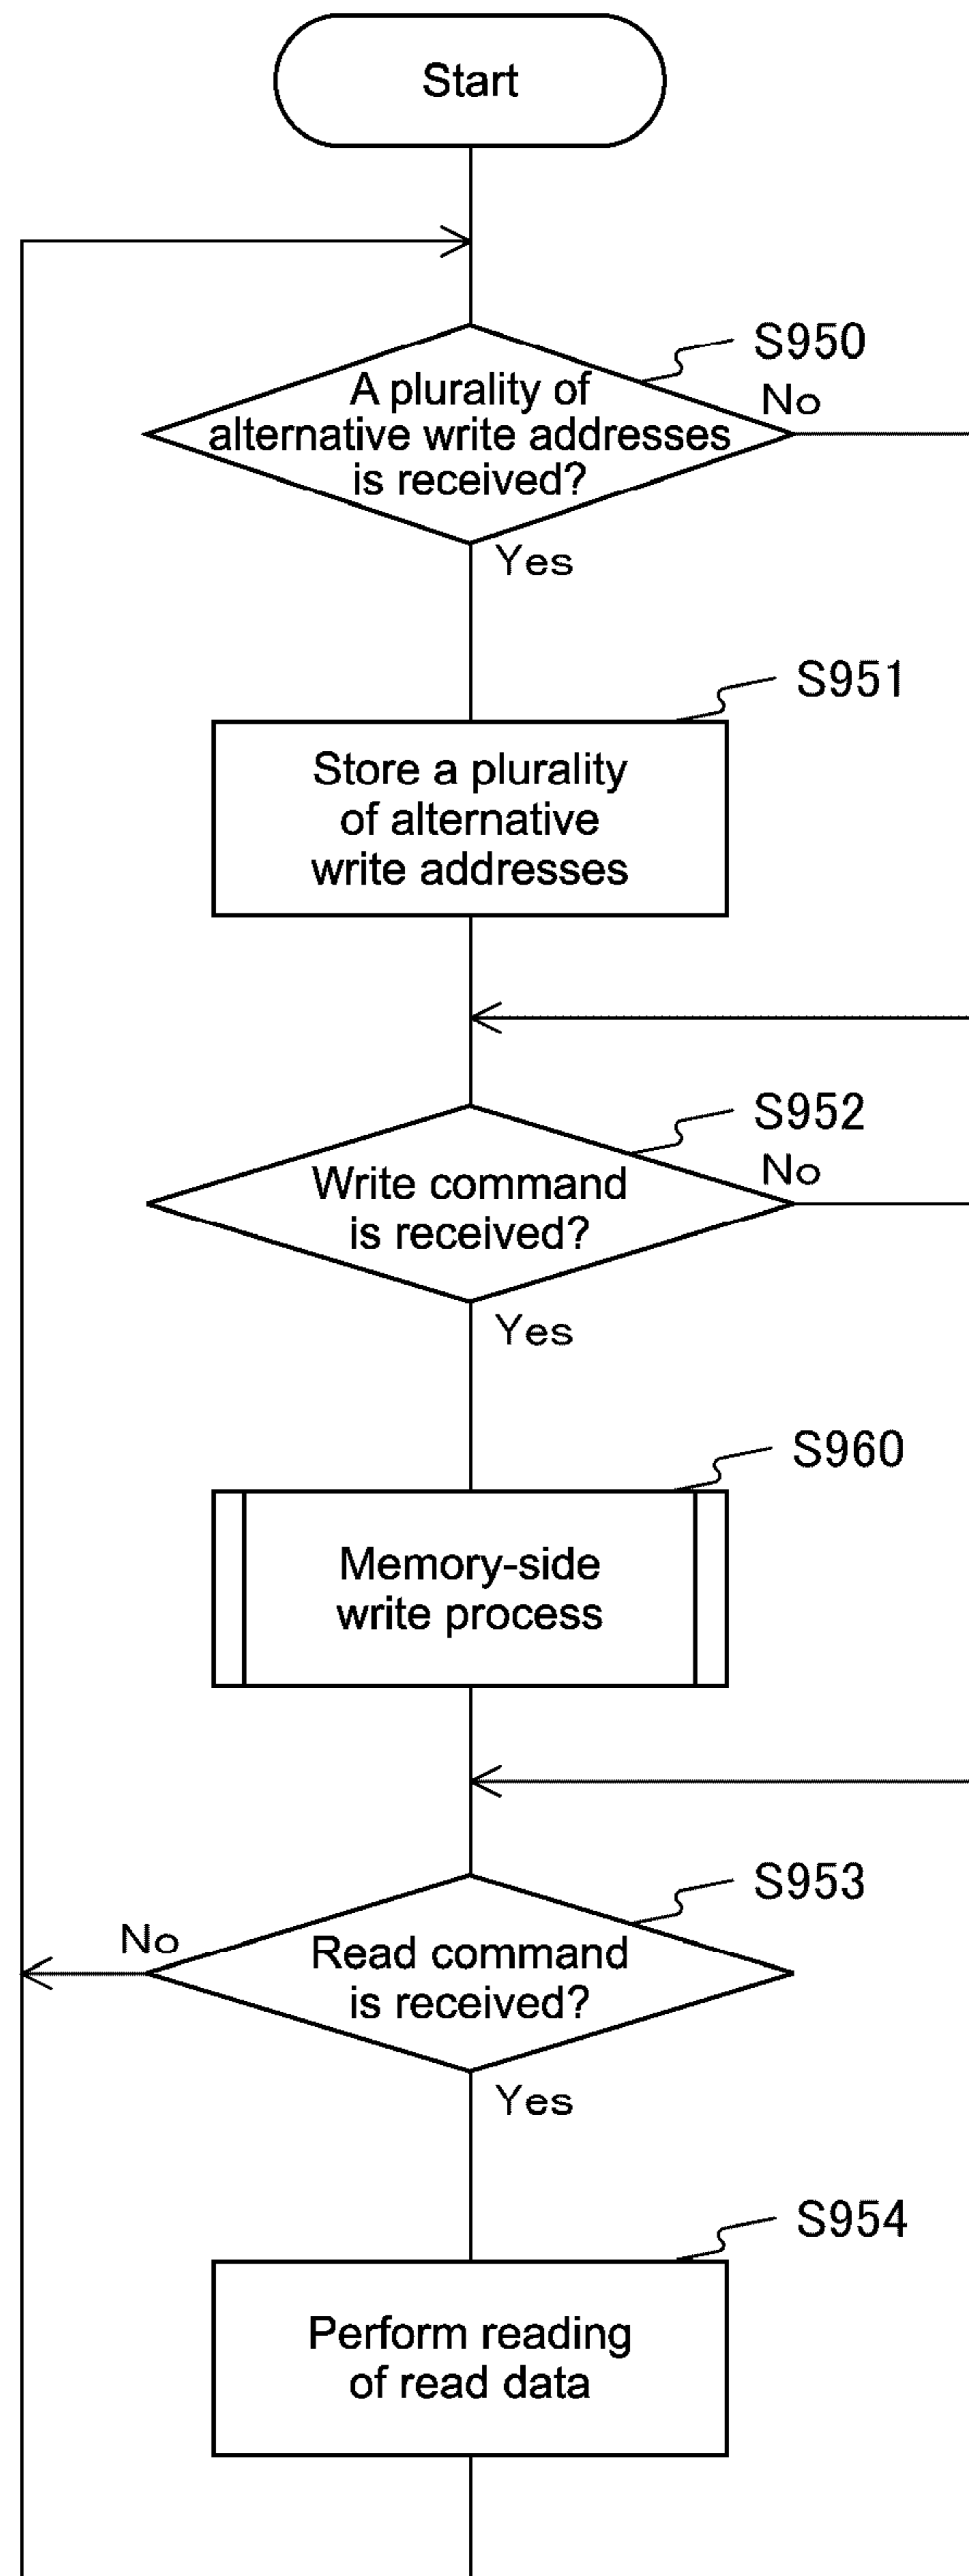 Start
S950
A plurality of
alternative write addresses
is received?
No
Yes
S951
Store a plurality
of alternative
write addresses
S952
Write command
is received?
No
Yes
S960
Memory-side
write process
S953
No
Read command
is received?
Yes
S954
Perform reading
of read data